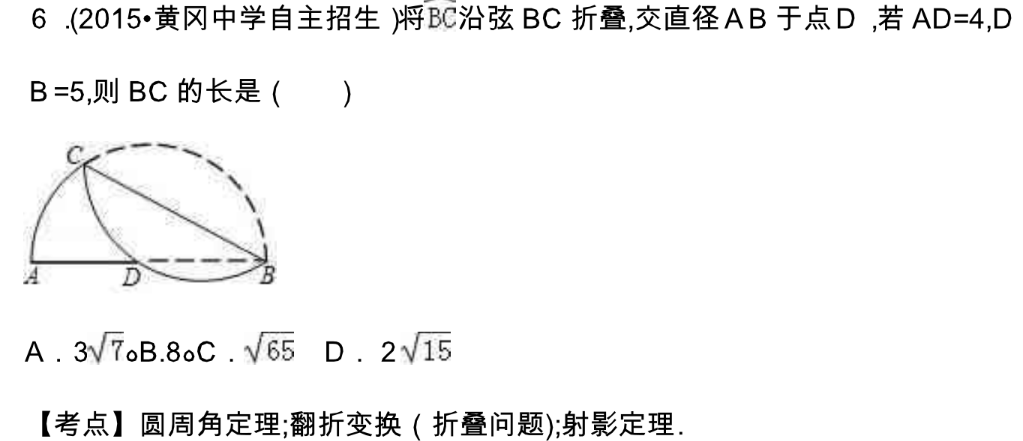 6 .(2015•黄冈中学自主招生 )将BC沿弦 BC 折叠,交直径AB 于点D ,若 AD=4,D
B =5,则 BC 的长是 ( )
C
A D B
A . 3√7。B.8。C . √65 D . 2√15
【考点】圆周角定理;翻折变换 ( 折叠问题);射影定理.